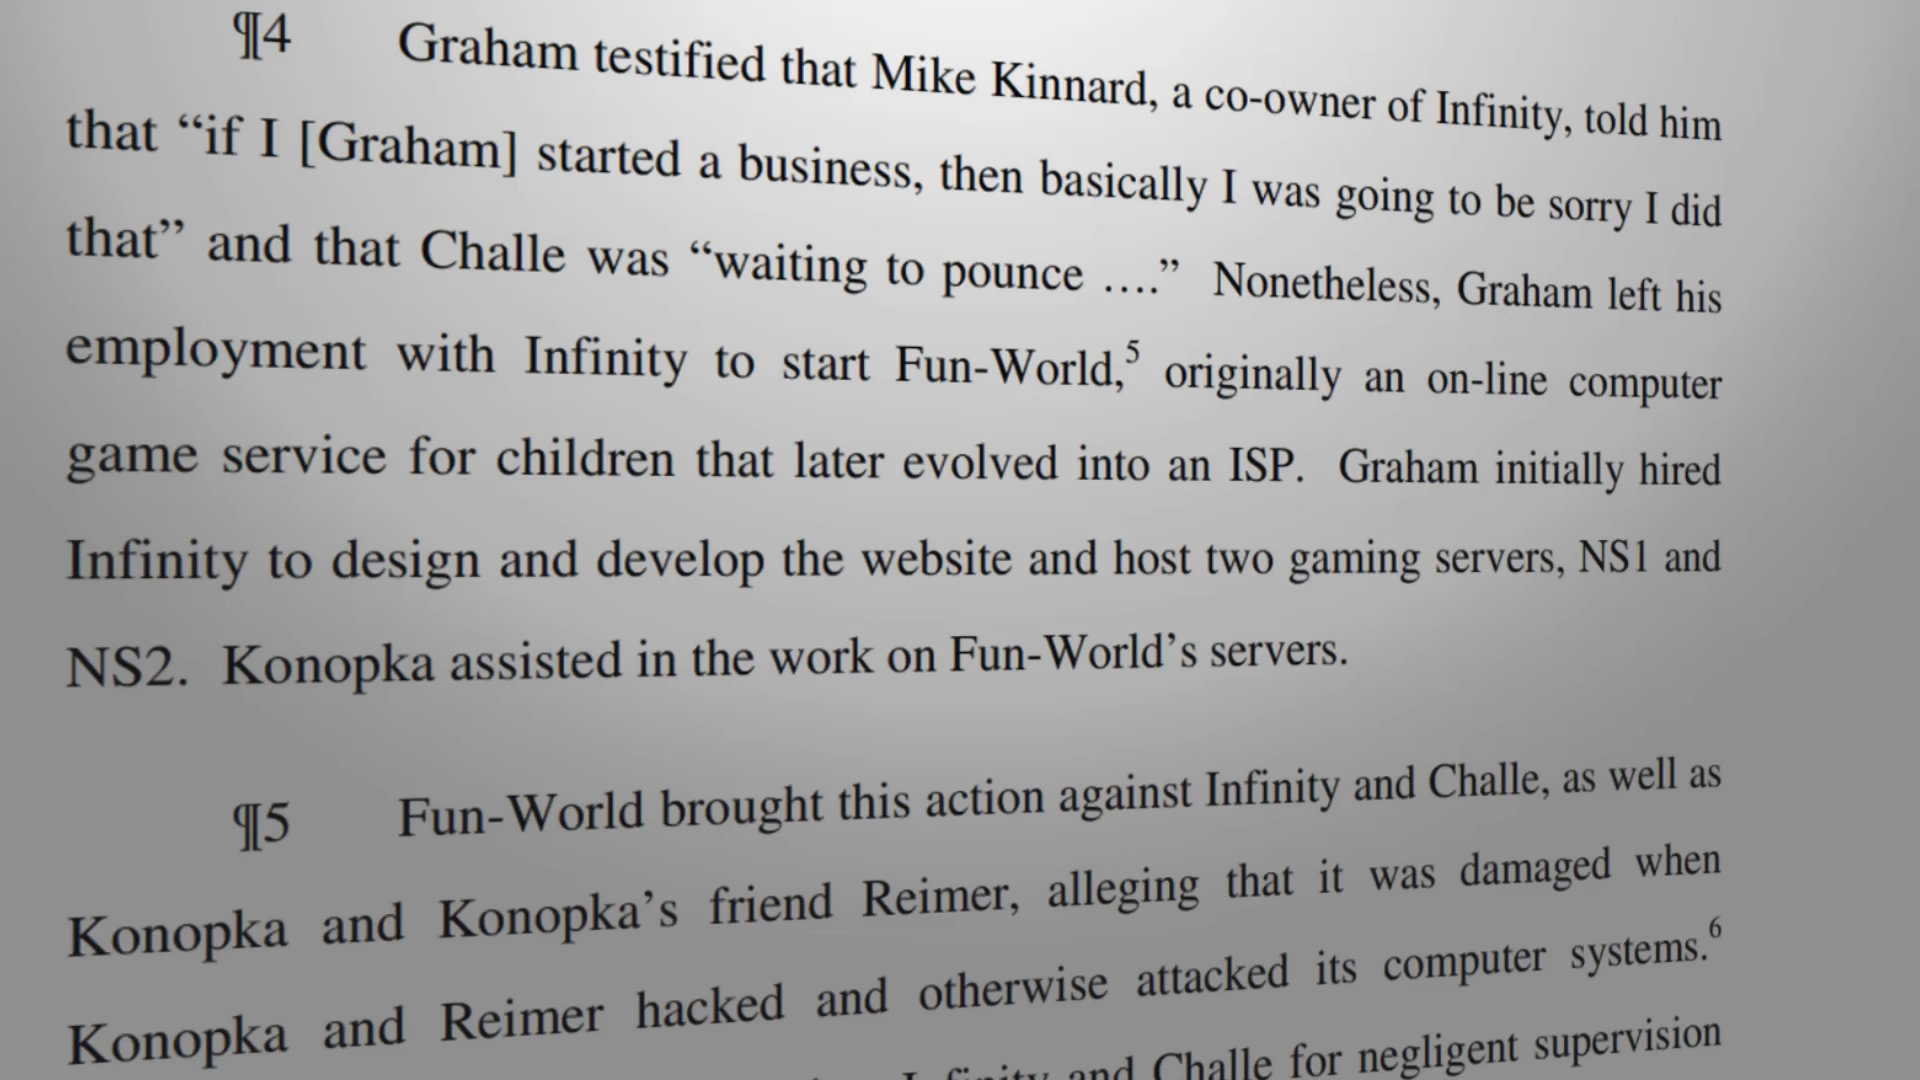 ¶4 Graham testified that Mike Kinnard, a co-owner of Infinity, told him
that “if I [Graham] started a business, then basically I was going to be sorry I did
that” and that Challe was “waiting to pounce ….” Nonetheless, Graham left his
employment with Infinity to start Fun-World,⁵ originally an on-line computer
game service for children that later evolved into an ISP. Graham initially hired
Infinity to design and develop the website and host two gaming servers, NS1 and
NS2. Konopka assisted in the work on Fun-World’s servers.
¶5 Fun-World brought this action against Infinity and Challe, as well as
Konopka and Konopka’s friend Reimer, alleging that it was damaged when
Konopka and Reimer hacked and otherwise attacked its computer systems.⁶
Infinity and Challe for negligent supervision